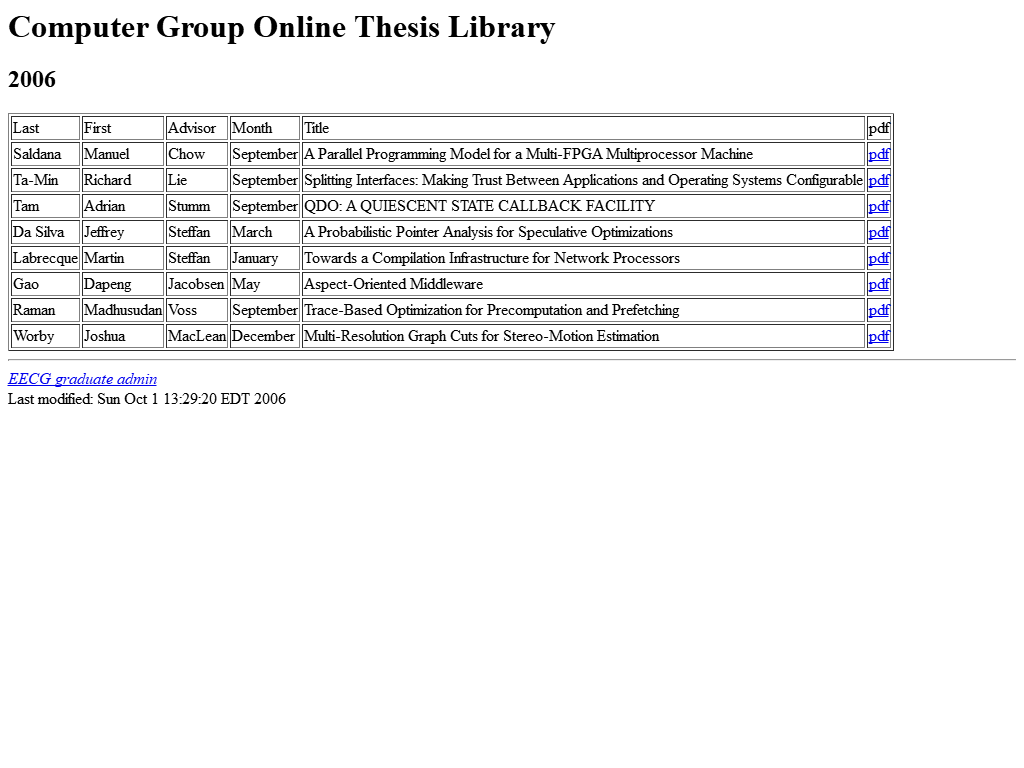 Computer Group Online Thesis Library
2006
Last First Advisor Month Title pdf
Saldana Manuel Chow September A Parallel Programming Model for a Multi-FPGA Multiprocessor Machine pdf
Ta-Min Richard Lie September Splitting Interfaces: Making Trust Between Applications and Operating Systems Configurable pdf
Tam Adrian Stumm September QDO: A QUIESCENT STATE CALLBACK FACILITY pdf
Da Silva Jeffrey Steffan March A Probabilistic Pointer Analysis for Speculative Optimizations pdf
Labrecque Martin Steffan January Towards a Compilation Infrastructure for Network Processors pdf
Gao Dapeng Jacobsen May Aspect-Oriented Middleware pdf
Raman Madhusudan Voss September Trace-Based Optimization for Precomputation and Prefetching pdf
Worby Joshua MacLean December Multi-Resolution Graph Cuts for Stereo-Motion Estimation pdf
EECG graduate admin
Last modified: Sun Oct 1 13:29:20 EDT 2006